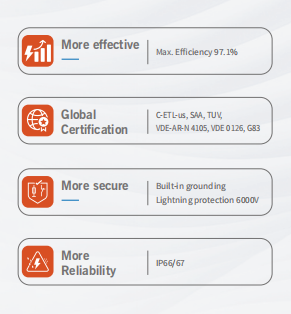 More effective
Max. Efficiency 97.1%
Global
Certification
C-ETL-us, SAA, TUV,
VDE-AR-N 4105, VDE 0126, G83
More secure
Built-in grounding
Lightning protection 6000V
More
Reliability
IP66/67